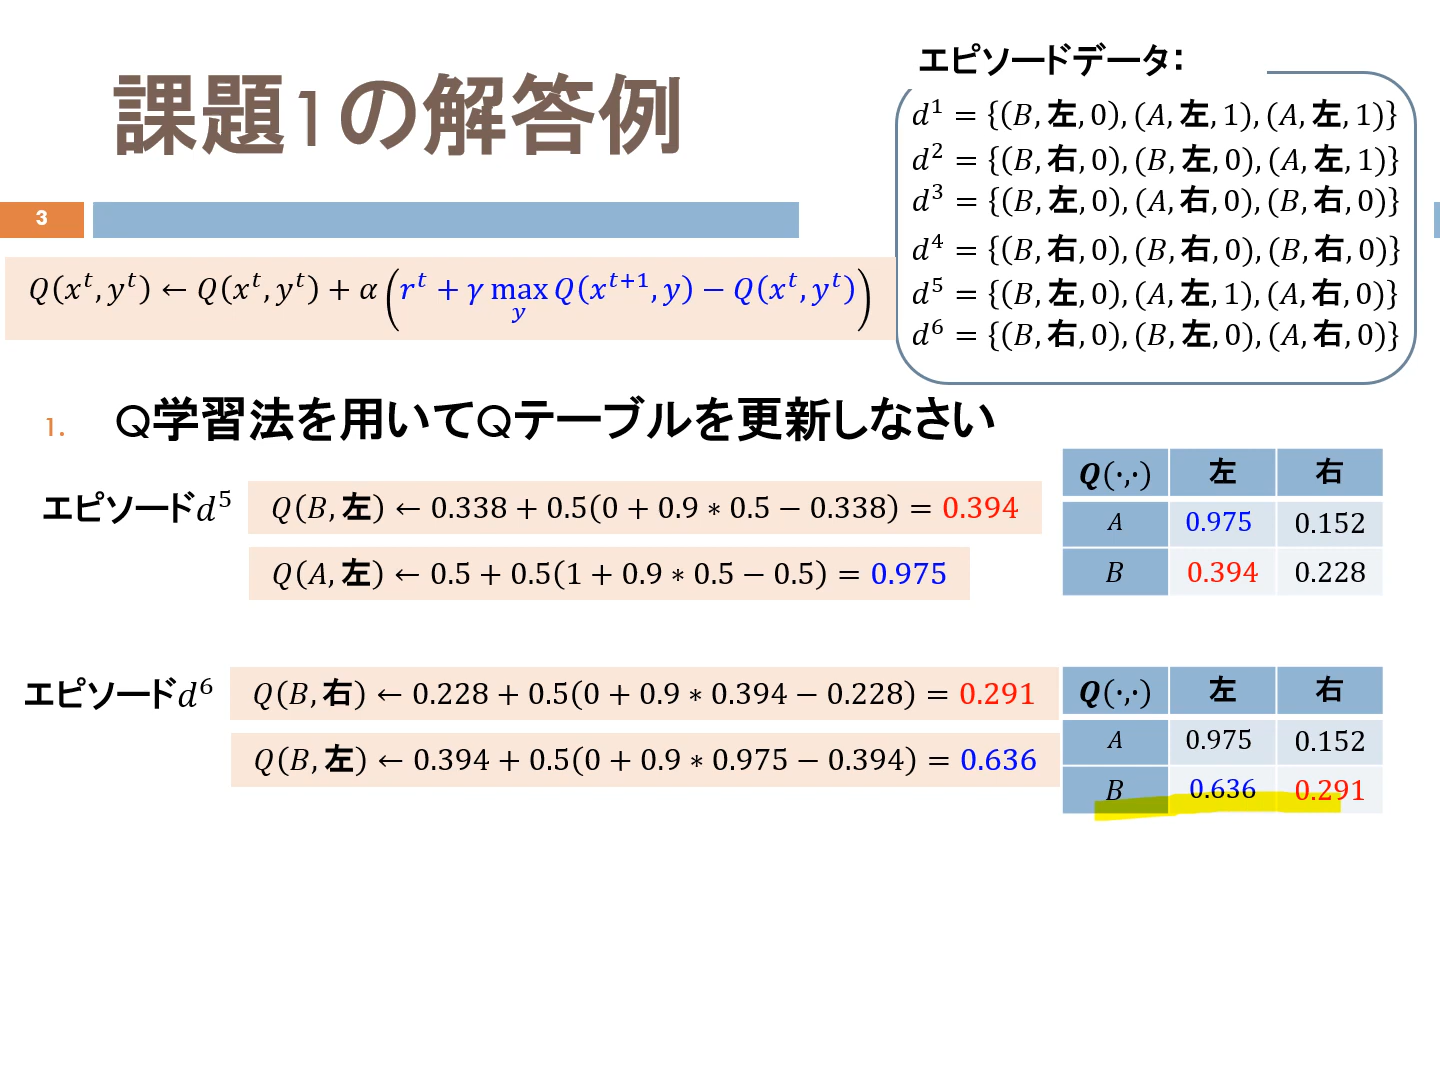 課題1の解答例
エピソードデータ:
d¹ = {(B, 左, 0), (A, 左, 1), (A, 左, 1)}
d² = {(B, 右, 0), (B, 左, 0), (A, 左, 1)}
d³ = {(B, 左, 0), (A, 右, 0), (B, 右, 0)}
d⁴ = {(B, 右, 0), (B, 右, 0), (B, 右, 0)}
d⁵ = {(B, 左, 0), (A, 左, 1), (A, 右, 0)}
d⁶ = {(B, 右, 0), (B, 左, 0), (A, 右, 0)}
3
Q(xᵗ, yᵗ) ← Q(xᵗ, yᵗ) + α(rᵗ + γ max_y Q(xᵗ⁺¹, y) − Q(xᵗ, yᵗ))
1. Q学習法を用いてQテーブルを更新しなさい
エピソードd⁵ Q(B, 左) ← 0.338 + 0.5(0 + 0.9 ∗ 0.5 − 0.338) = 0.394
Q(A, 左) ← 0.5 + 0.5(1 + 0.9 ∗ 0.5 − 0.5) = 0.975
Q(·,·) 左 右
A 0.975 0.152
B 0.394 0.228
エピソードd⁶ Q(B, 右) ← 0.228 + 0.5(0 + 0.9 ∗ 0.394 − 0.228) = 0.291
Q(B, 左) ← 0.394 + 0.5(0 + 0.9 ∗ 0.975 − 0.394) = 0.636
Q(·,·) 左 右
A 0.975 0.152
B 0.636 0.291